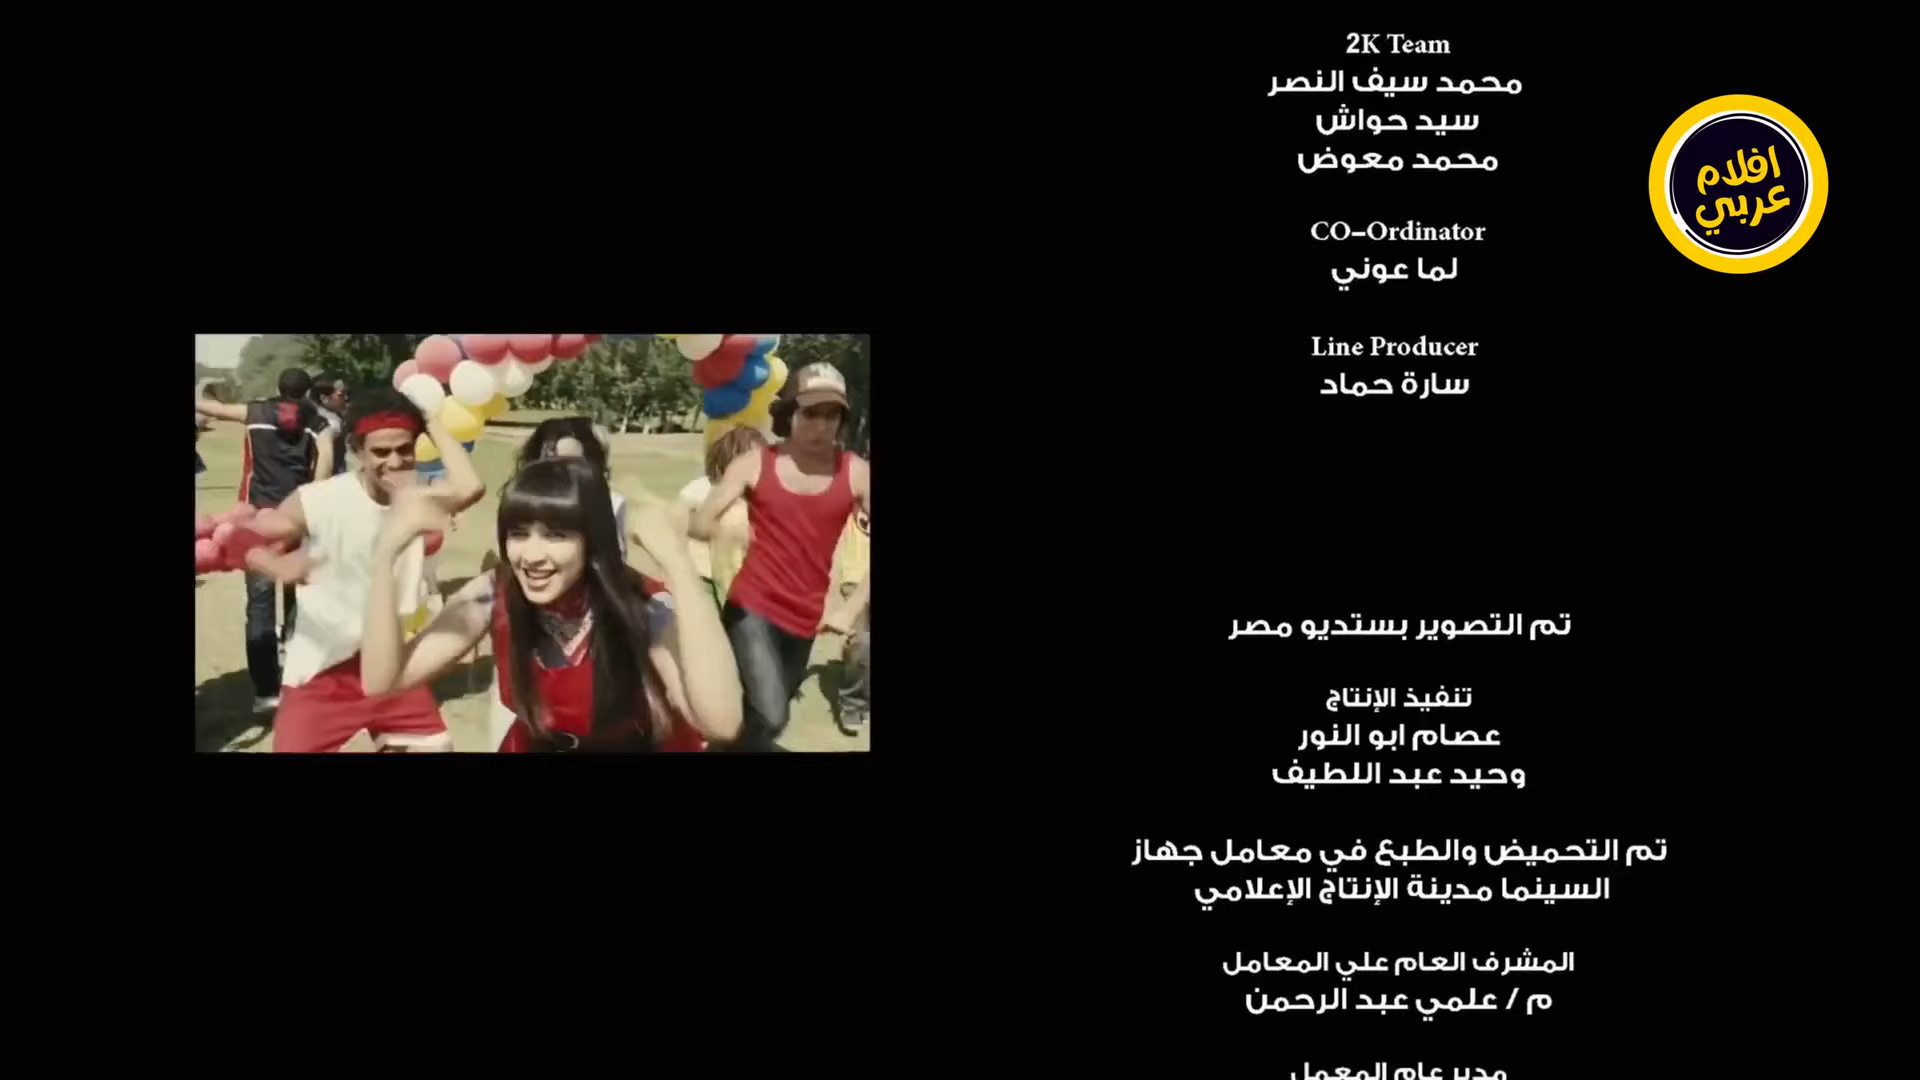 2K Team
محمد سيف النصر
سيد حواش
محمد معوض
CO-Ordinator
لما عوني
Line Producer
سارة حماد
تم التصوير بستديو مصر
تنفيذ الإنتاج
عصام ابو النور
وحيد عبد اللطيف
تم التحميض والطبع في معامل جهاز
السينما مدينة الإنتاج الإعلامي
المشرف العام علي المعامل
م / علمي عبد الرحمن
مدير عام المعمل
افلام
عربي